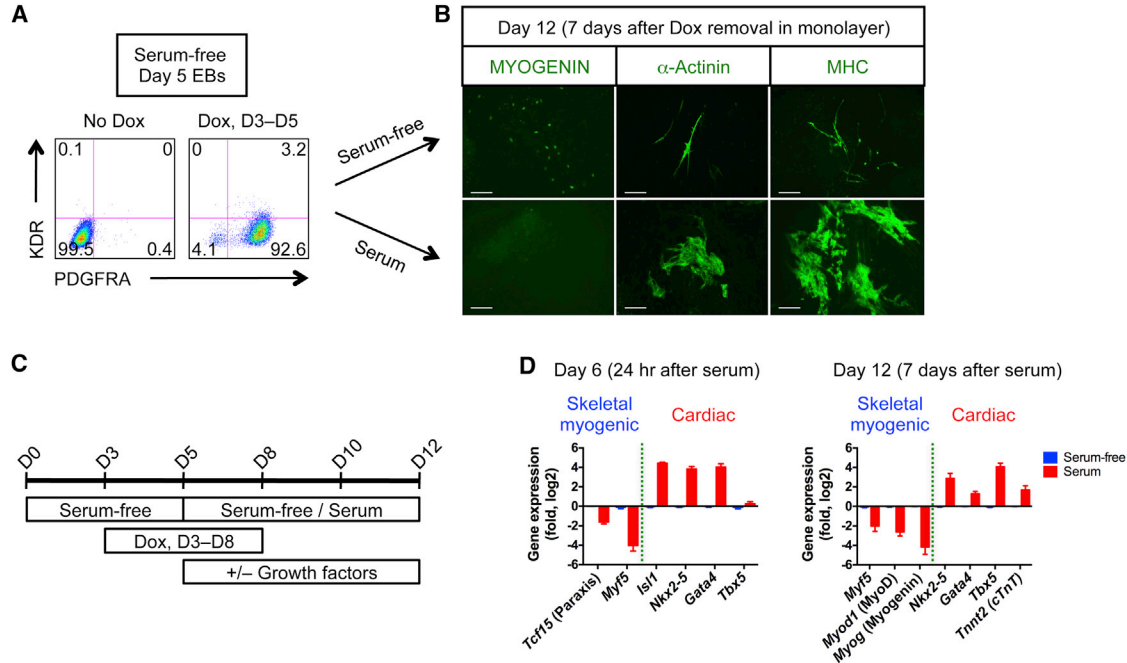 A
Serum-free
Day 5 EBs
No Dox
Dox, D3–D5
0.1
0
0
3.2
99.5
0.4
4.1
92.6
KDR
PDGFRA
Serum-free
Serum
B
Day 12 (7 days after Dox removal in monolayer)
MYOGENIN
α-Actinin
MHC
C
D0
D3
D5
D8
D10
D12
Serum-free
Serum-free / Serum
Dox, D3–D8
+/– Growth factors
D
Day 6 (24 hr after serum)
Skeletal
myogenic
Cardiac
Gene expression
(fold, log2)
6
4
2
0
-2
-4
-6
Tcf15 (Paraxis)
Myf5
Isl1
Nkx2-5
Gata4
Tbx5
Day 12 (7 days after serum)
Skeletal
myogenic
Cardiac
Gene expression
(fold, log2)
6
4
2
0
-2
-4
-6
Myf5
Myod1 (MyoD)
Myog (Myogenin)
Nkx2-5
Gata4
Tbx5
Tnnt2 (cTnT)
Serum-free
Serum